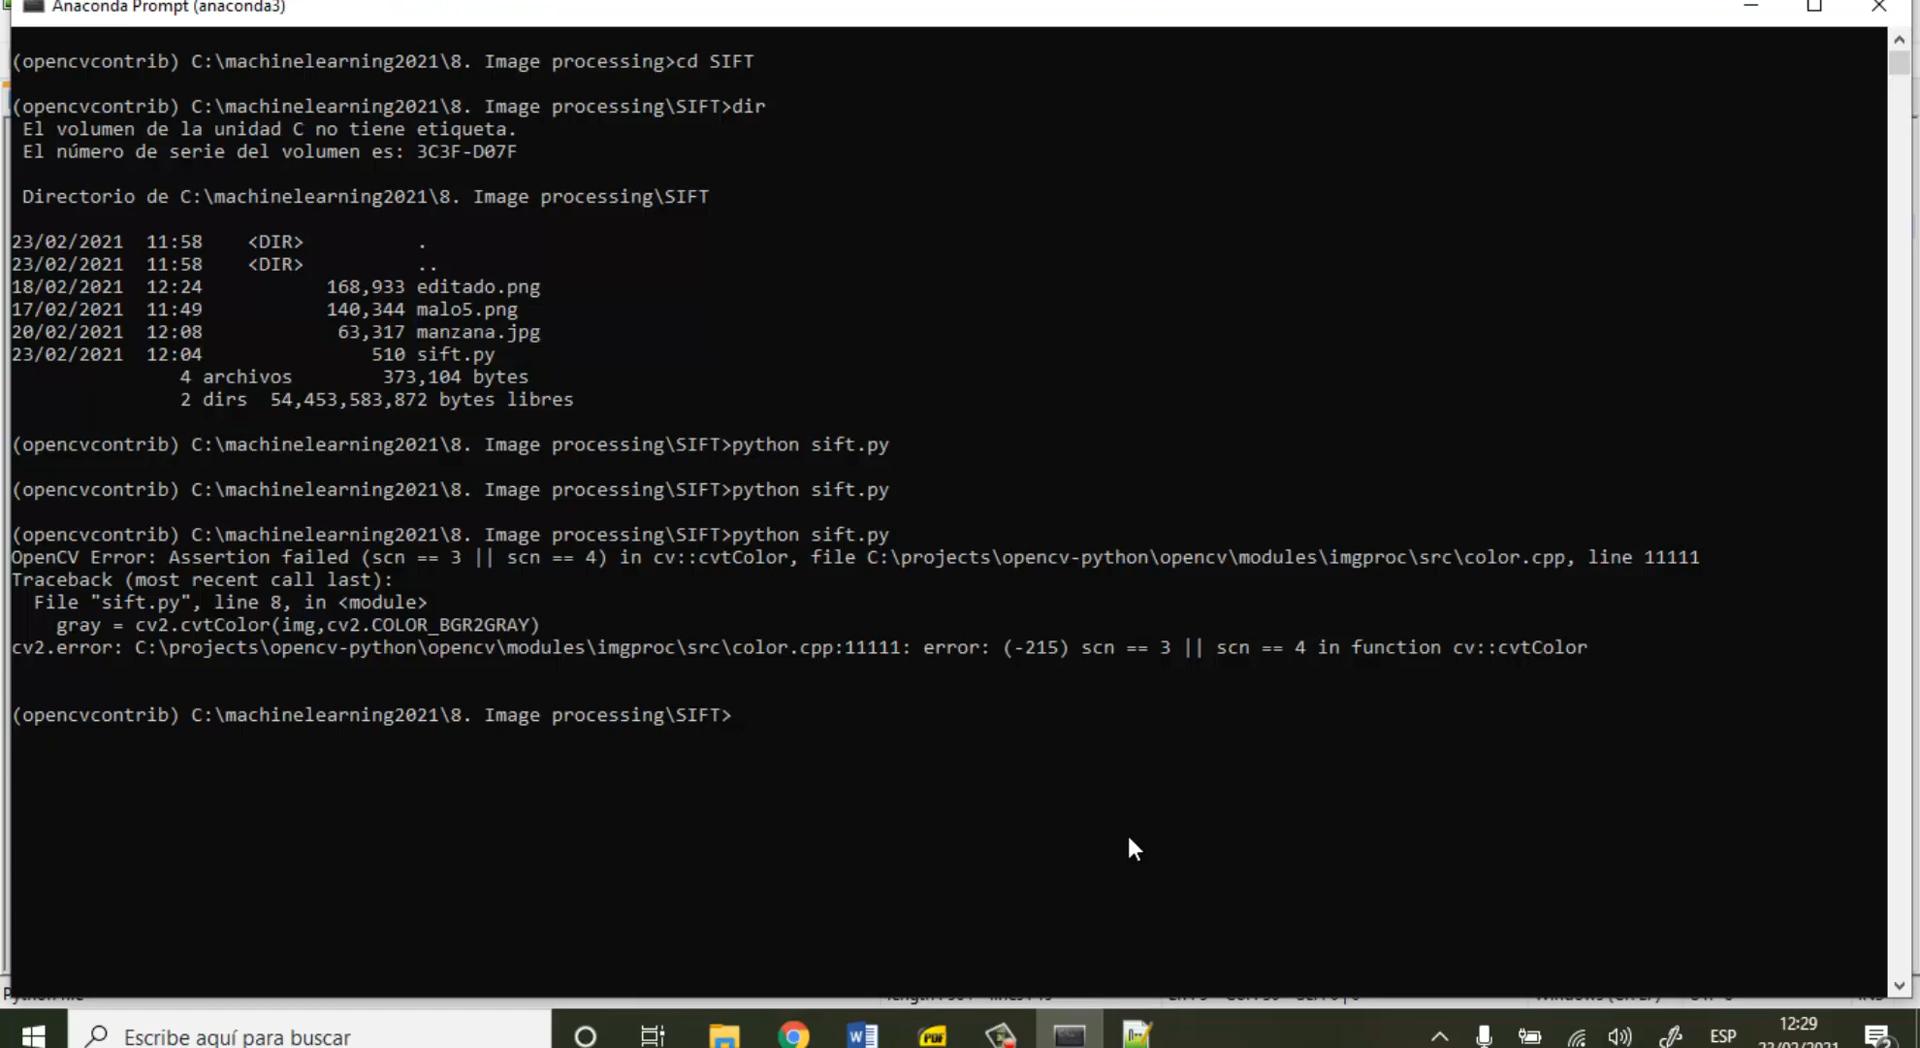 Anaconda Prompt (anaconda3)
(opencvcontrib) C:\machinelearning2021\8. Image processing>cd SIFT
(opencvcontrib) C:\machinelearning2021\8. Image processing\SIFT>dir
El volumen de la unidad C no tiene etiqueta.
El número de serie del volumen es: 3C3F-D07F
Directorio de C:\machinelearning2021\8. Image processing\SIFT
23/02/2021  11:58    <DIR>          .
23/02/2021  11:58    <DIR>          ..
18/02/2021  12:24           168,933 editado.png
17/02/2021  11:49           140,344 malo5.png
20/02/2021  12:08            63,317 manzana.jpg
23/02/2021  12:04               510 sift.py
4 archivos        373,104 bytes
2 dirs  54,453,583,872 bytes libres
(opencvcontrib) C:\machinelearning2021\8. Image processing\SIFT>python sift.py
(opencvcontrib) C:\machinelearning2021\8. Image processing\SIFT>python sift.py
(opencvcontrib) C:\machinelearning2021\8. Image processing\SIFT>python sift.py
OpenCV Error: Assertion failed (scn == 3 || scn == 4) in cv::cvtColor, file C:\projects\opencv-python\opencv\modules\imgproc\src\color.cpp, line 11111
Traceback (most recent call last):
File "sift.py", line 8, in <module>
gray = cv2.cvtColor(img,cv2.COLOR_BGR2GRAY)
cv2.error: C:\projects\opencv-python\opencv\modules\imgproc\src\color.cpp:11111: error: (-215) scn == 3 || scn == 4 in function cv::cvtColor
(opencvcontrib) C:\machinelearning2021\8. Image processing\SIFT>
Escribe aquí para buscar
PDF
ESP
12:29